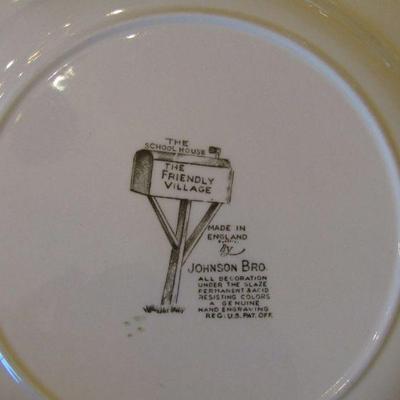 THE
SCHOOL HOUSE
THE
FRIENDLY
VILLAGE
MADE IN
ENGLAND
By
JOHNSON BRO.
ALL DECORATION
UNDER THE GLAZE
PERMANENT & ACID
RESISTING COLORS
A GENUINE
HAND ENGRAVING
REG. U.S. PAT. OFF.